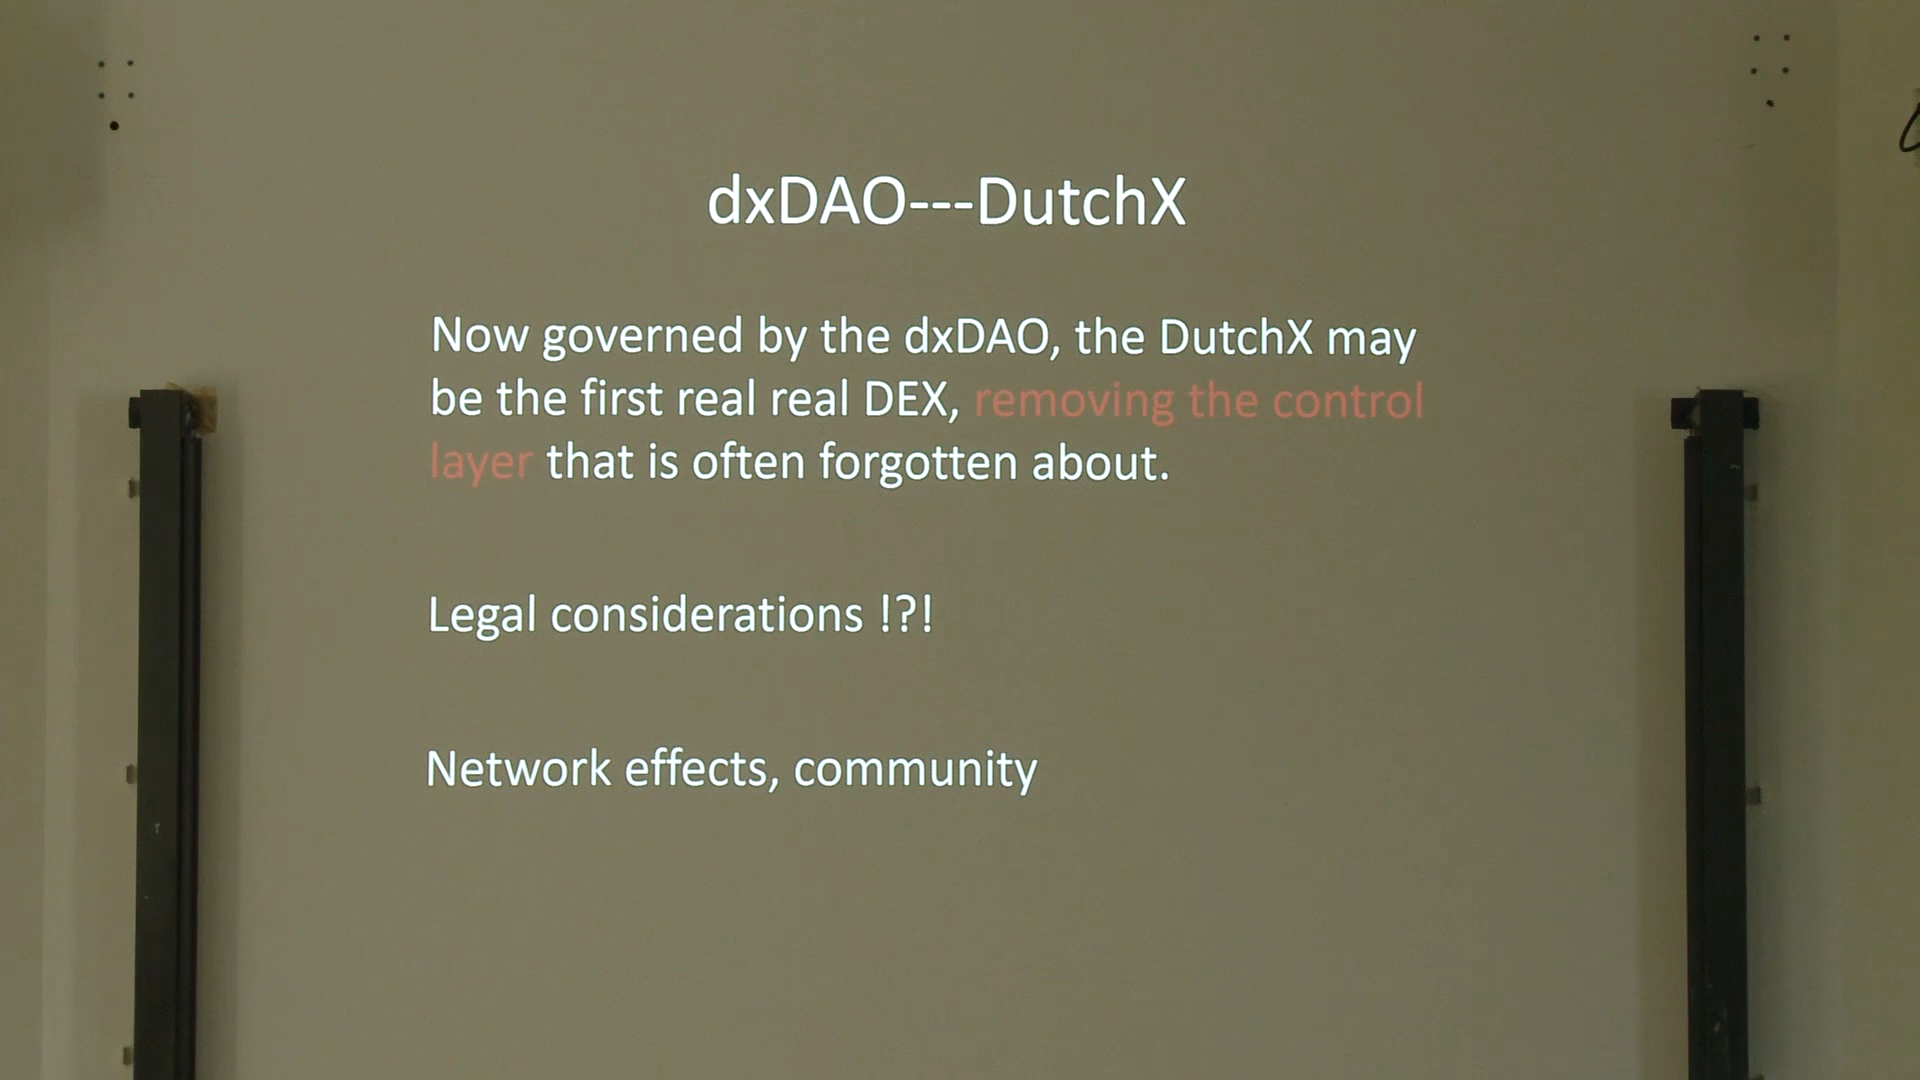 dxDAO---DutchX
Now governed by the dxDAO, the DutchX may
be the first real real DEX, removing the control
layer that is often forgotten about.
Legal considerations !?!
Network effects, community